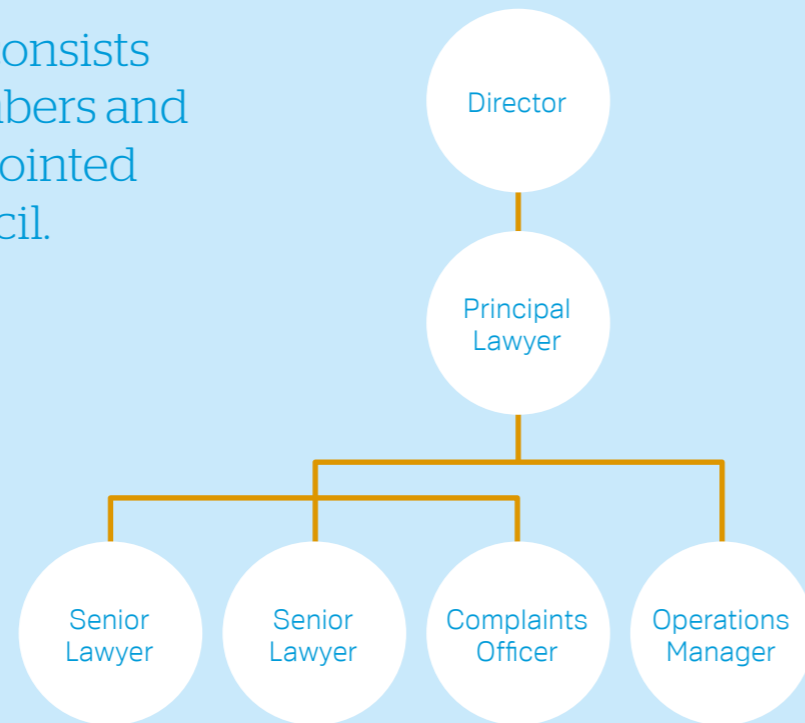 onsists
bers and
ointed
cil.
Director
Principal
Lawyer
Senior
Lawyer
Senior
Lawyer
Complaints
Officer
Operations
Manager